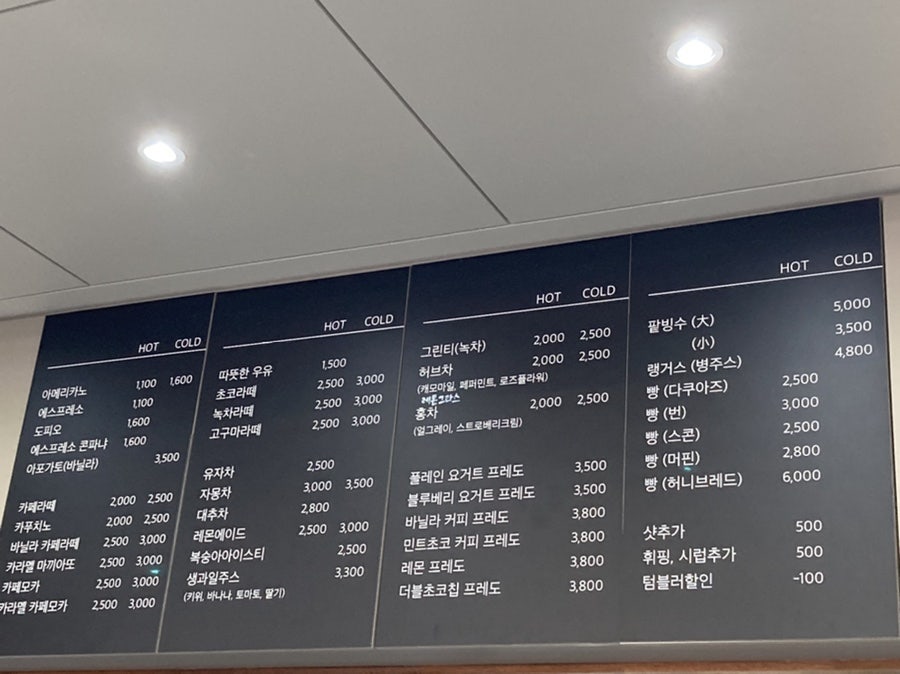 HOT COLD
아메리카노 1,100 1,600
에스프레소 1,100
도피오 1,600
에스프레소 콘파냐 1,600
아포가토(바닐라) 3,500
카페라떼 2,000 2,500
카푸치노 2,000 2,500
바닐라 카페라떼 2,500 3,000
카라멜 마끼아또 2,500 3,000
카페모카 2,500 3,000
카라멜 카페모카 2,500 3,000
HOT COLD
따뜻한 우유 1,500
초코라떼 2,500 3,000
녹차라떼 2,500 3,000
고구마라떼 2,500 3,000
유자차 2,500
자몽차 3,000 3,500
대추차 2,800
레몬에이드 2,500 3,000
복숭아아이스티 2,500
생과일주스 3,300
(키위, 바나나, 토마토, 딸기)
HOT COLD
그린티(녹차) 2,000 2,500
허브차 2,000 2,500
(캐모마일, 페퍼민트, 로즈플라워)
레몬그라스
홍차 2,000 2,500
(얼그레이, 스트로베리크림)
플레인 요거트 프레도 3,500
블루베리 요거트 프레도 3,500
바닐라 커피 프레도 3,800
민트초코 커피 프레도 3,800
레몬 프레도 3,800
더블초코칩 프레도 3,800
HOT COLD
팥빙수 (大) 5,000
(小) 3,500
랭거스 (병주스) 4,800
빵 (다쿠아즈) 2,500
빵 (번) 3,000
빵 (스콘) 2,500
빵 (머핀) 2,800
빵 (허니브레드) 6,000
샷추가 500
휘핑, 시럽추가 500
텀블러할인 -100